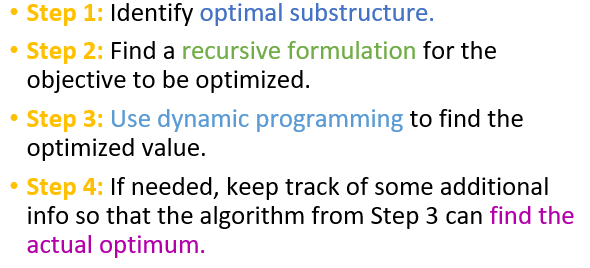 • Step 1: Identify optimal substructure.
• Step 2: Find a recursive formulation for the
objective to be optimized.
• Step 3: Use dynamic programming to find the
optimized value.
• Step 4: If needed, keep track of some additional
info so that the algorithm from Step 3 can find the
actual optimum.